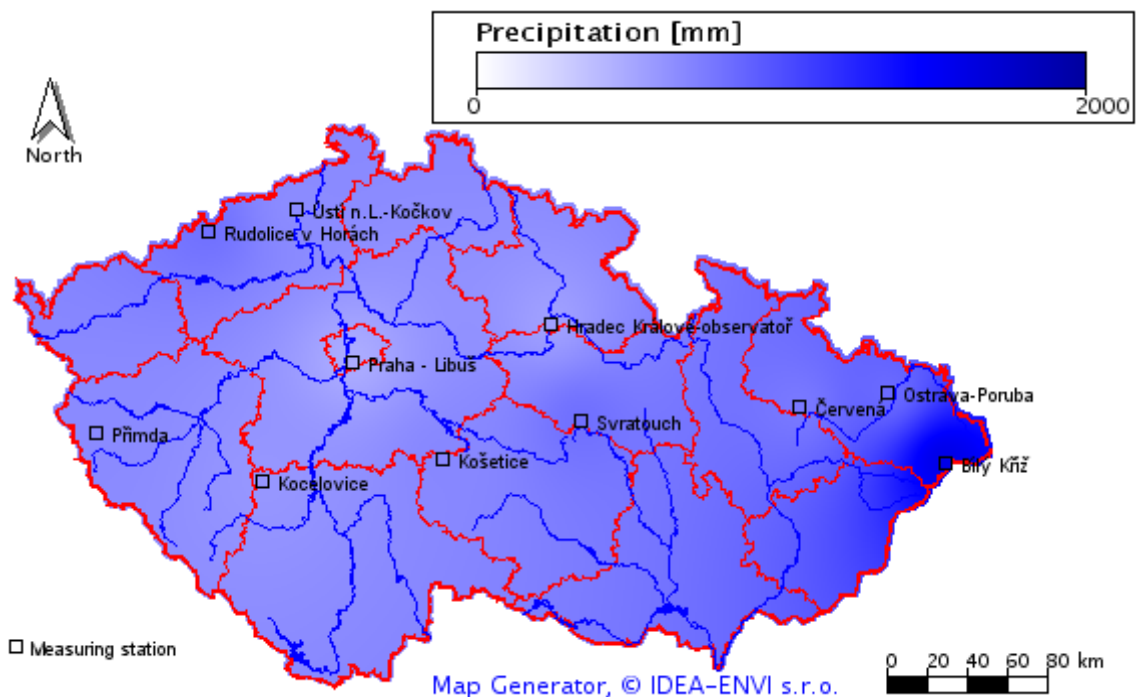 Precipitation [mm]
0 2000
North
Ústí n.L.-Kočkov
Rudolice v Horách
Hradec Králové-observatoř
Praha - Libuš
Ostrava-Poruba
Červená
Svratouch
Přimda
Košetice
Bílý Kříž
Kocelovice
Measuring station
0 20 40 60 80 km
Map Generator, © IDEA-ENVI s.r.o.